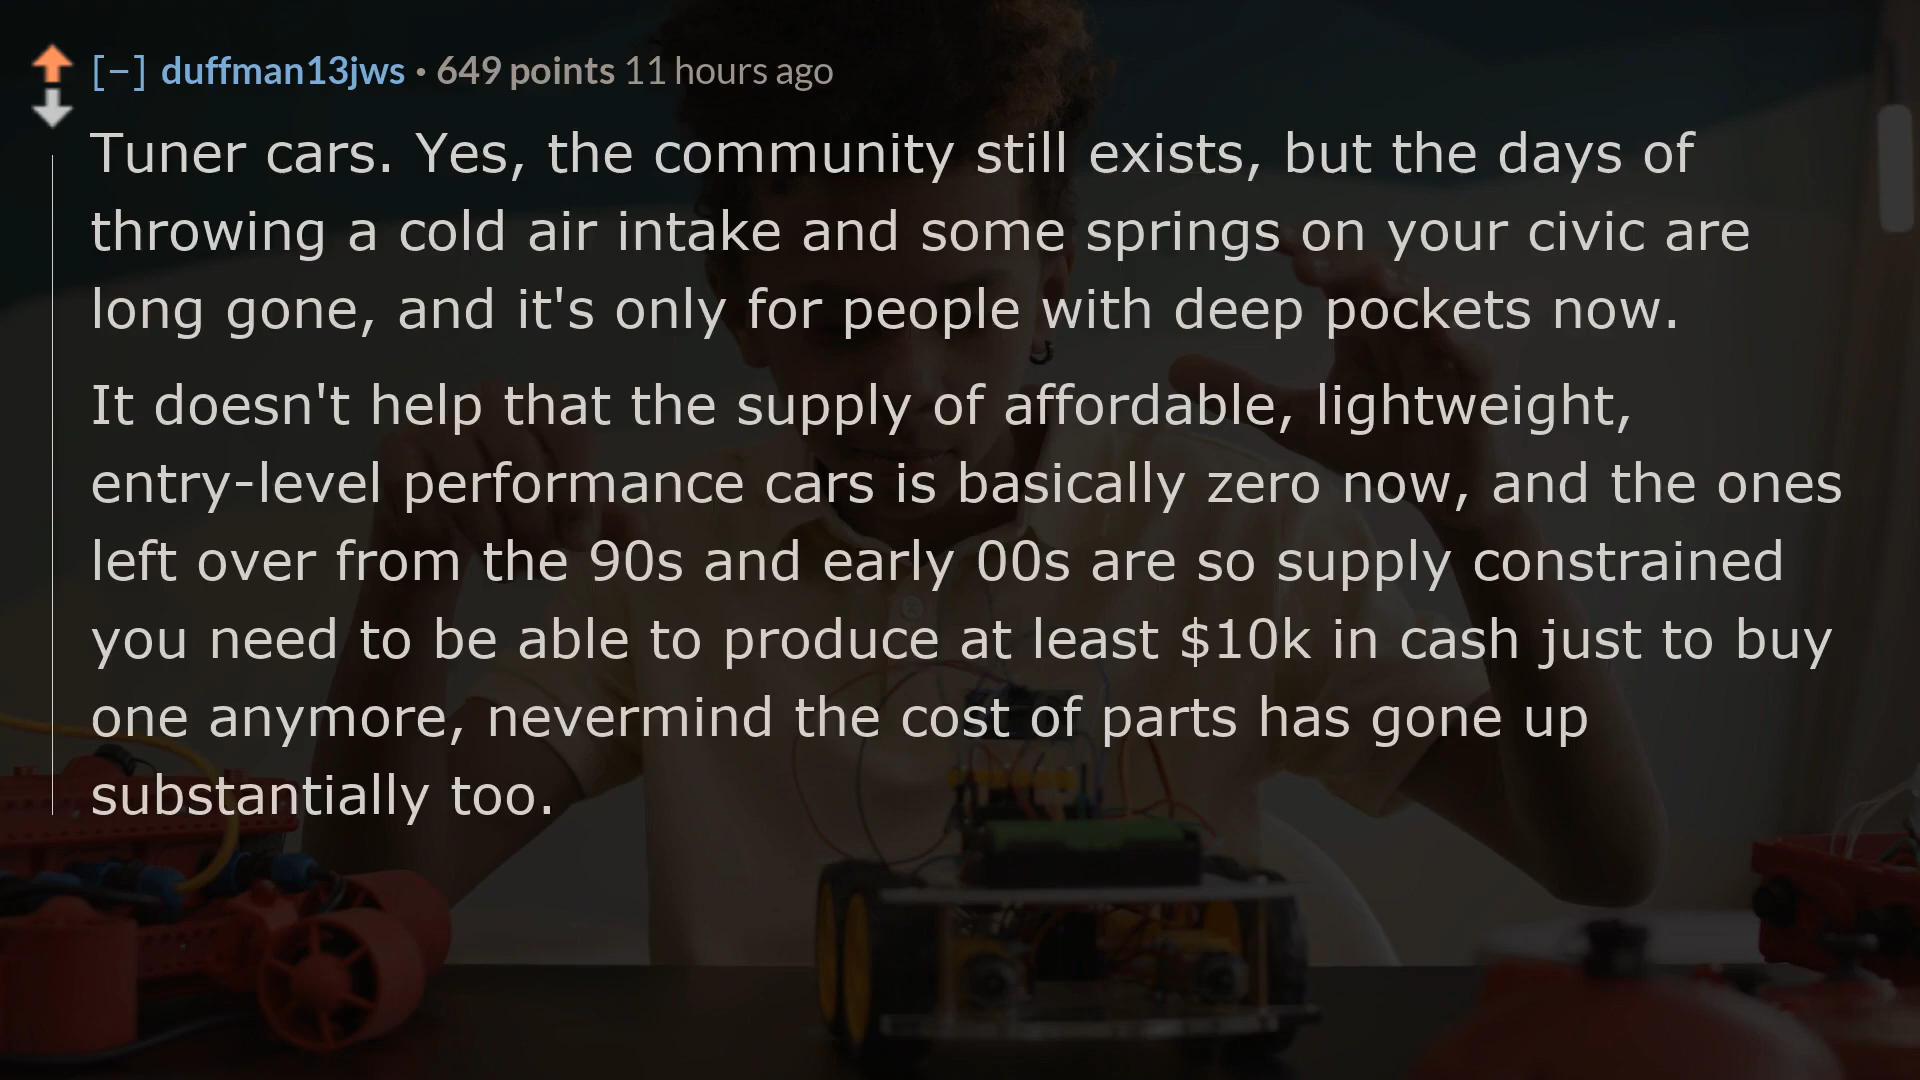 [–] duffman13jws • 649 points 11 hours ago
Tuner cars. Yes, the community still exists, but the days of
throwing a cold air intake and some springs on your civic are
long gone, and it's only for people with deep pockets now.
It doesn't help that the supply of affordable, lightweight,
entry-level performance cars is basically zero now, and the ones
left over from the 90s and early 00s are so supply constrained
you need to be able to produce at least $10k in cash just to buy
one anymore, nevermind the cost of parts has gone up
substantially too.